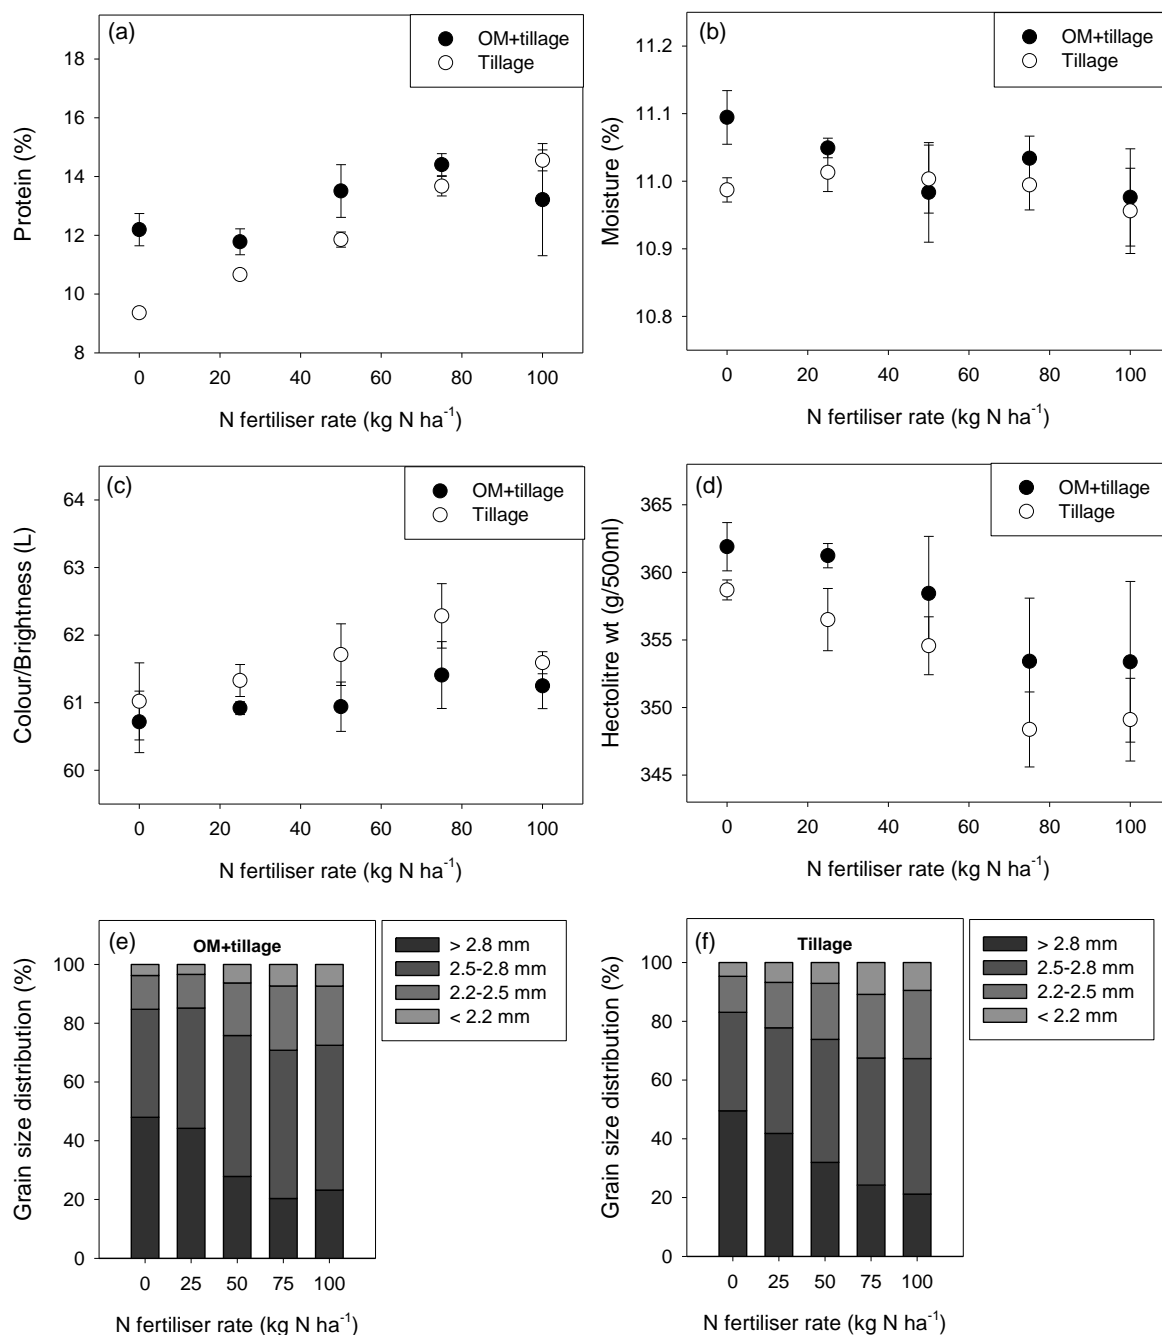 (a)
OM+tillage
Tillage
18
16
14
12
10
8
Protein (%)
0 20 40 60 80 100
N fertiliser rate (kg N ha⁻¹)
(b)
OM+tillage
Tillage
11.2
11.1
11.0
10.9
10.8
Moisture (%)
0 20 40 60 80 100
N fertiliser rate (kg N ha⁻¹)
(c)
OM+tillage
Tillage
64
63
62
61
60
Colour/Brightness (L)
0 20 40 60 80 100
N fertiliser rate (kg N ha⁻¹)
(d)
OM+tillage
Tillage
365
360
355
350
345
Hectolitre wt (g/500ml)
0 20 40 60 80 100
N fertiliser rate (kg N ha⁻¹)
(e)
OM+tillage
> 2.8 mm
2.5-2.8 mm
2.2-2.5 mm
< 2.2 mm
100
80
60
40
20
0
Grain size distribution (%)
0 25 50 75 100
N fertiliser rate (kg N ha⁻¹)
(f)
Tillage
> 2.8 mm
2.5-2.8 mm
2.2-2.5 mm
< 2.2 mm
100
80
60
40
20
0
Grain size distribution (%)
0 25 50 75 100
N fertiliser rate (kg N ha⁻¹)